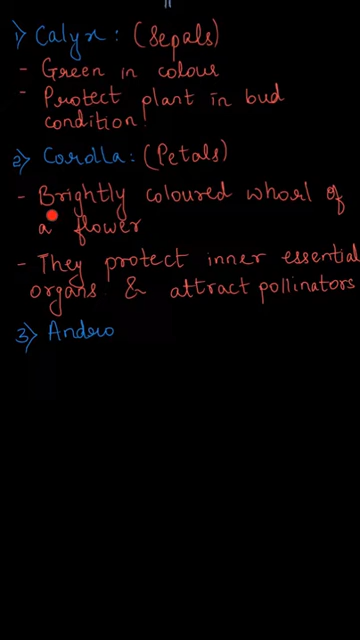 1) Calyx : (Sepals)
- Green in colour
- Protect plant in bud
condition.
2) Corolla : (Petals)
- Brightly coloured whorl of
a flower
- They protect inner essential
organs & attract pollinators
3) Andro